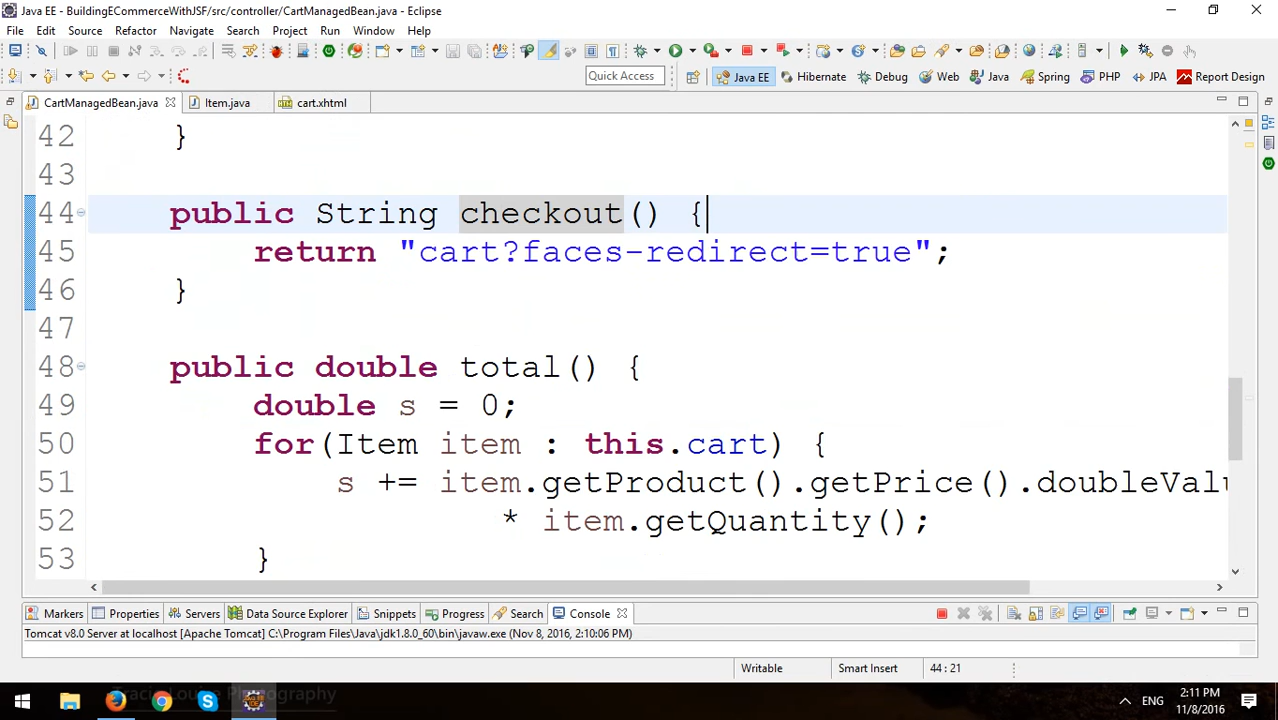 Java EE - BuildingECommerceWithJSF/src/controller/CartManagedBean.java - Eclipse
File Edit Source Refactor Navigate Search Project Run Window Help
Quick Access Java EE Hibernate Debug Web Java Spring PHP JPA Report Design
CartManagedBean.java Item.java cart.xhtml
42 }
43
44 public String checkout() {
45 return "cart?faces-redirect=true";
46 }
47
48 public double total() {
49 double s = 0;
50 for(Item item : this.cart) {
51 s += item.getProduct().getPrice().doubleValu
52 * item.getQuantity();
53 }
Markers Properties Servers Data Source Explorer Snippets Progress Search Console
Tomcat v8.0 Server at localhost [Apache Tomcat] C:\Program Files\Java\jdk1.8.0_60\bin\javaw.exe (Nov 8, 2016, 2:10:06 PM)
Writable Smart Insert 44 : 21
Photography
ENG 2:11 PM
11/8/2016